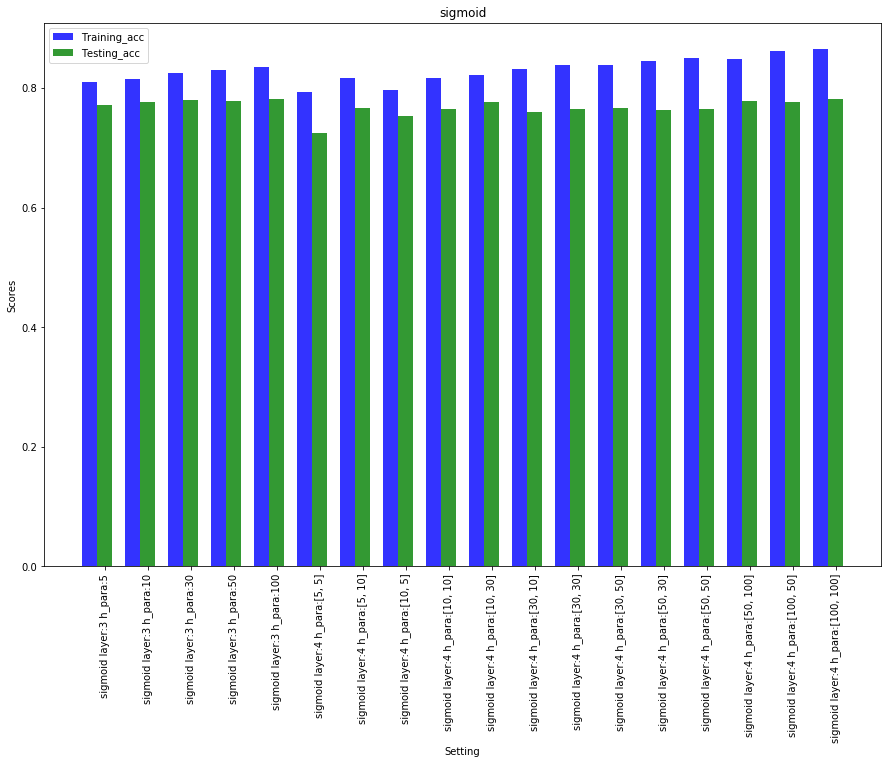 sigmoid
Training_acc
Testing_acc
Scores
0.8
0.6
0.4
0.2
0.0
sigmoid layer:3 h_para:5
sigmoid layer:3 h_para:10
sigmoid layer:3 h_para:30
sigmoid layer:3 h_para:50
sigmoid layer:3 h_para:100
sigmoid layer:4 h_para:[5, 5]
sigmoid layer:4 h_para:[5, 10]
sigmoid layer:4 h_para:[10, 5]
sigmoid layer:4 h_para:[10, 10]
sigmoid layer:4 h_para:[10, 30]
sigmoid layer:4 h_para:[30, 10]
sigmoid layer:4 h_para:[30, 30]
sigmoid layer:4 h_para:[30, 50]
sigmoid layer:4 h_para:[50, 30]
sigmoid layer:4 h_para:[50, 50]
sigmoid layer:4 h_para:[50, 100]
sigmoid layer:4 h_para:[100, 50]
sigmoid layer:4 h_para:[100, 100]
Setting